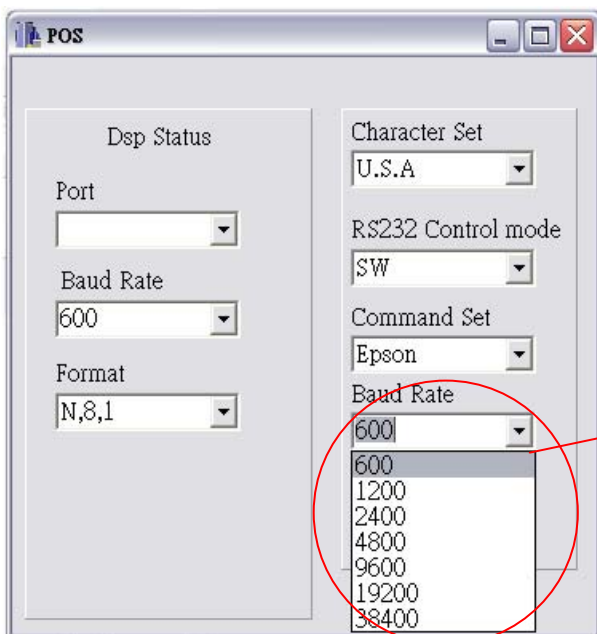 POS
Dsp Status
Port
Baud Rate
600
Format
N,8,1
Character Set
U.S.A
RS232 Control mode
SW
Command Set
Epson
Baud Rate
600
600
1200
2400
4800
9600
19200
38400